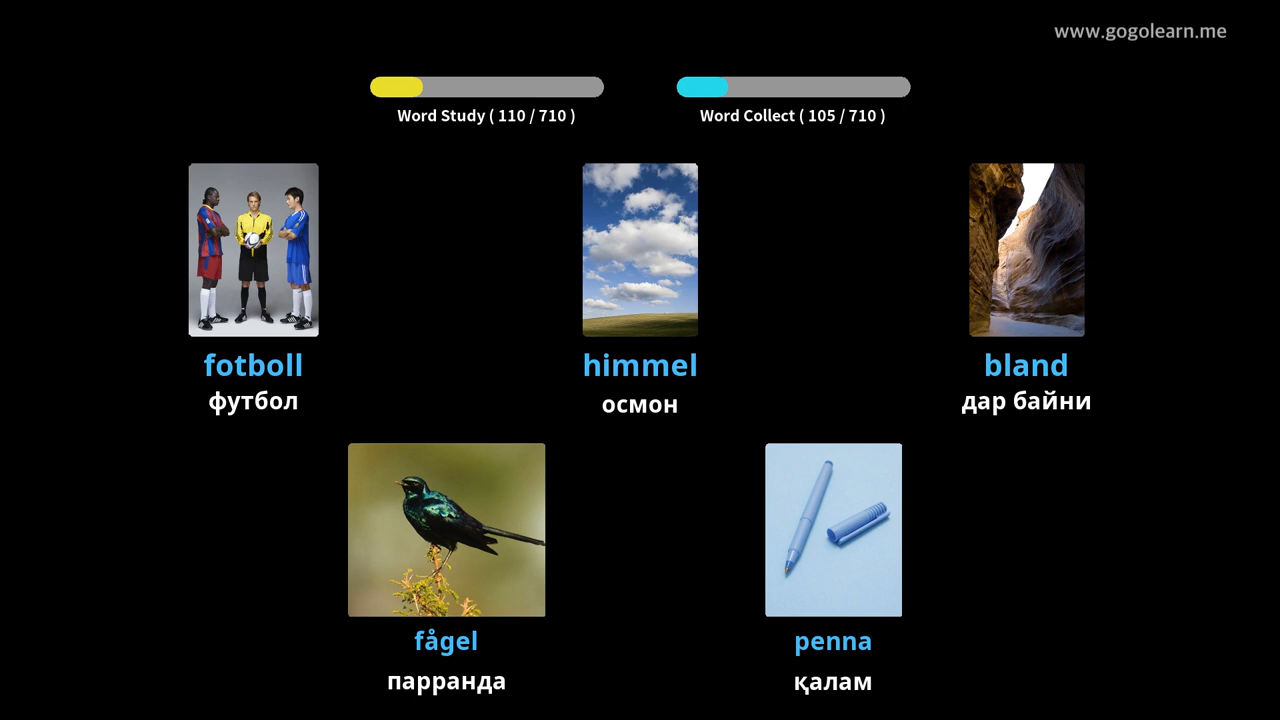 www.gogolearn.me
Word Study ( 110 / 710 )
Word Collect ( 105 / 710 )
fotboll
футбол
himmel
осмон
bland
дар байни
fågel
парранда
penna
қалам